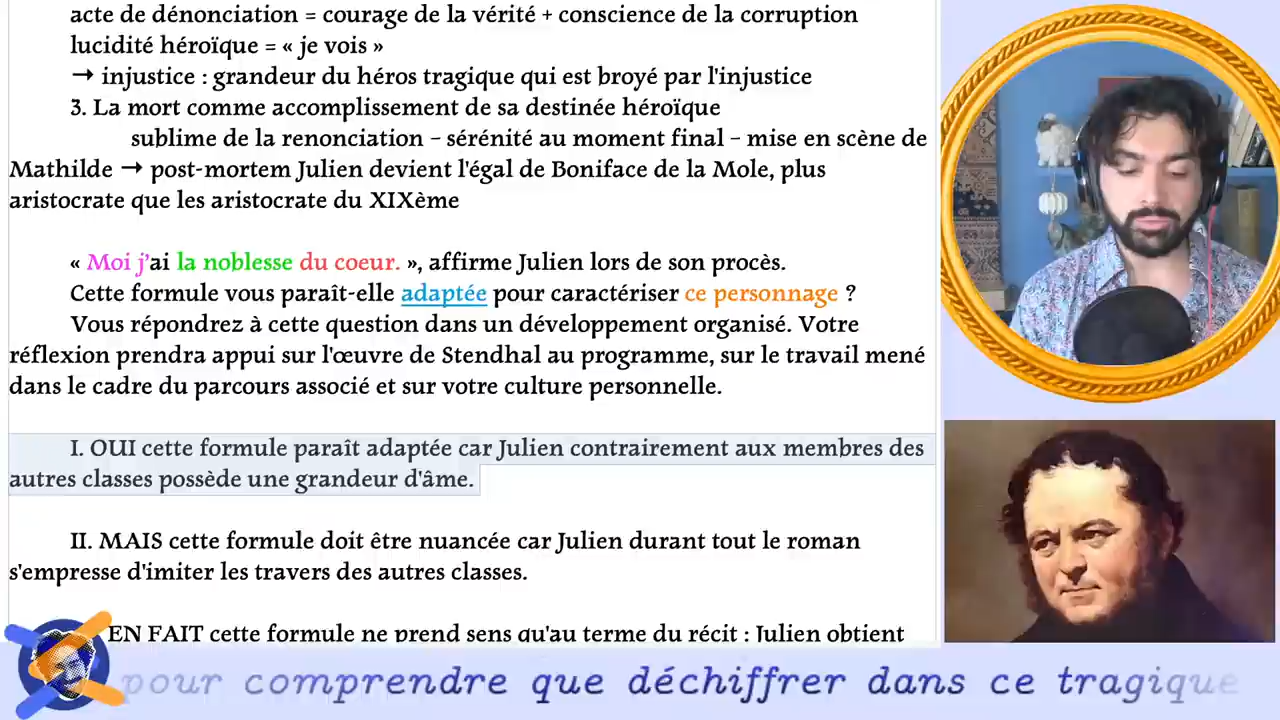 acte de dénonciation = courage de la vérité + conscience de la corruption
lucidité héroïque = « je vois »
→ injustice : grandeur du héros tragique qui est broyé par l'injustice
3. La mort comme accomplissement de sa destinée héroïque
sublime de la renonciation – sérénité au moment final – mise en scène de
Mathilde → post-mortem Julien devient l'égal de Boniface de la Mole, plus
aristocrate que les aristocrate du XIXème
« Moi j'ai la noblesse du coeur. », affirme Julien lors de son procès.
Cette formule vous paraît-elle adaptée pour caractériser ce personnage ?
Vous répondrez à cette question dans un développement organisé. Votre
réflexion prendra appui sur l'œuvre de Stendhal au programme, sur le travail mené
dans le cadre du parcours associé et sur votre culture personnelle.
I. OUI cette formule paraît adaptée car Julien contrairement aux membres des
autres classes possède une grandeur d'âme.
II. MAIS cette formule doit être nuancée car Julien durant tout le roman
s'empresse d'imiter les travers des autres classes.
EN FAIT cette formule ne prend sens qu'au terme du récit : Julien obtient
pour comprendre que déchiffrer dans ce tragique